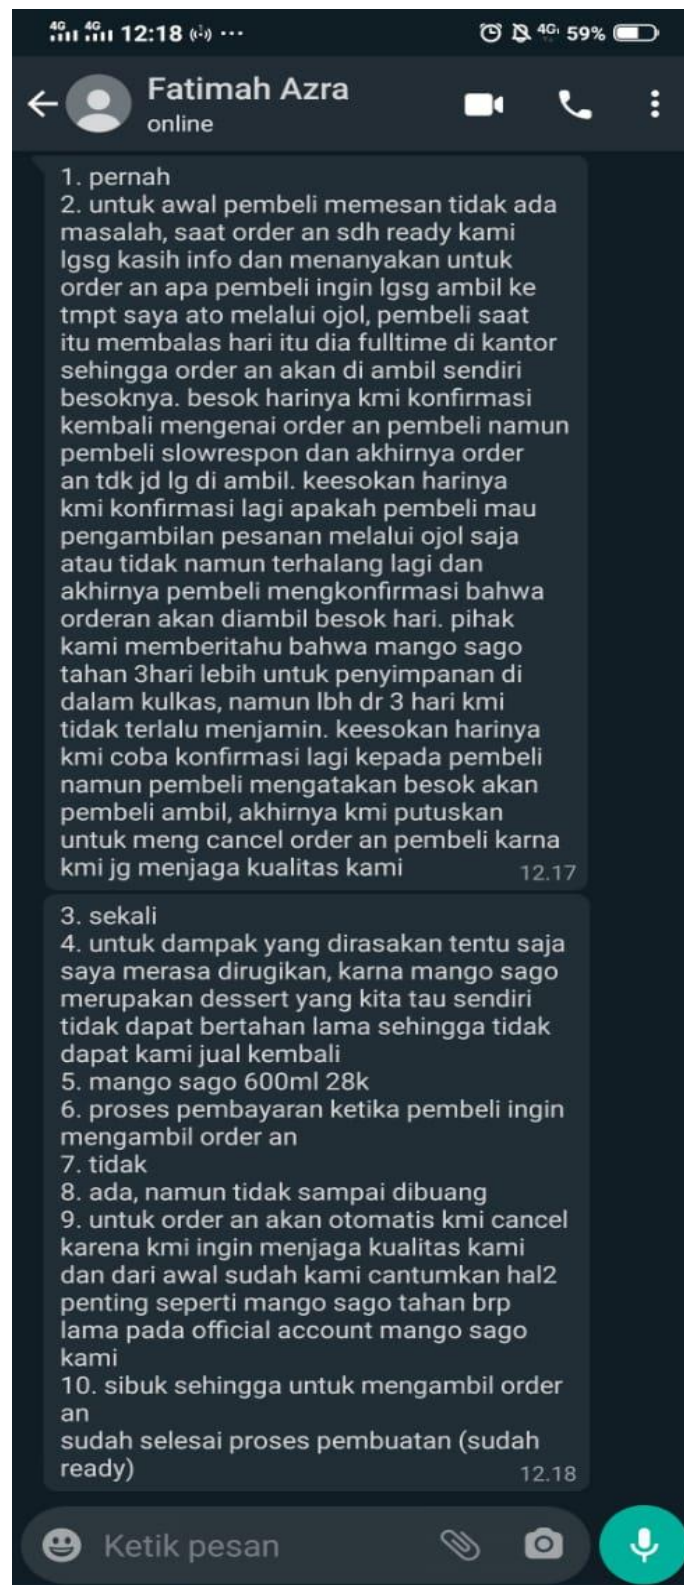 4G 4G 12:18 ··· 4G 59%
Fatimah Azra
online
1. pernah
2. untuk awal pembeli memesan tidak ada
masalah, saat order an sdh ready kami
lgsg kasih info dan menanyakan untuk
order an apa pembeli ingin lgsg ambil ke
tmpt saya ato melalui ojol, pembeli saat
itu membalas hari itu dia fulltime di kantor
sehingga order an akan di ambil sendiri
besoknya. besok harinya kmi konfirmasi
kembali mengenai order an pembeli namun
pembeli slowrespon dan akhirnya order
an tdk jd lg di ambil. keesokan harinya
kmi konfirmasi lagi apakah pembeli mau
pengambilan pesanan melalui ojol saja
atau tidak namun terhalang lagi dan
akhirnya pembeli mengkonfirmasi bahwa
orderan akan diambil besok hari. pihak
kami memberitahu bahwa mango sago
tahan 3hari lebih untuk penyimpanan di
dalam kulkas, namun lbh dr 3 hari kmi
tidak terlalu menjamin. keesokan harinya
kmi coba konfirmasi lagi kepada pembeli
namun pembeli mengatakan besok akan
pembeli ambil, akhirnya kmi putuskan
untuk meng cancel order an pembeli karna
kmi jg menjaga kualitas kami 12.17
3. sekali
4. untuk dampak yang dirasakan tentu saja
saya merasa dirugikan, karna mango sago
merupakan dessert yang kita tau sendiri
tidak dapat bertahan lama sehingga tidak
dapat kami jual kembali
5. mango sago 600ml 28k
6. proses pembayaran ketika pembeli ingin
mengambil order an
7. tidak
8. ada, namun tidak sampai dibuang
9. untuk order an akan otomatis kmi cancel
karena kmi ingin menjaga kualitas kami
dan dari awal sudah kami cantumkan hal2
penting seperti mango sago tahan brp
lama pada official account mango sago
kami
10. sibuk sehingga untuk mengambil order
an
sudah selesai proses pembuatan (sudah
ready) 12.18
Ketik pesan